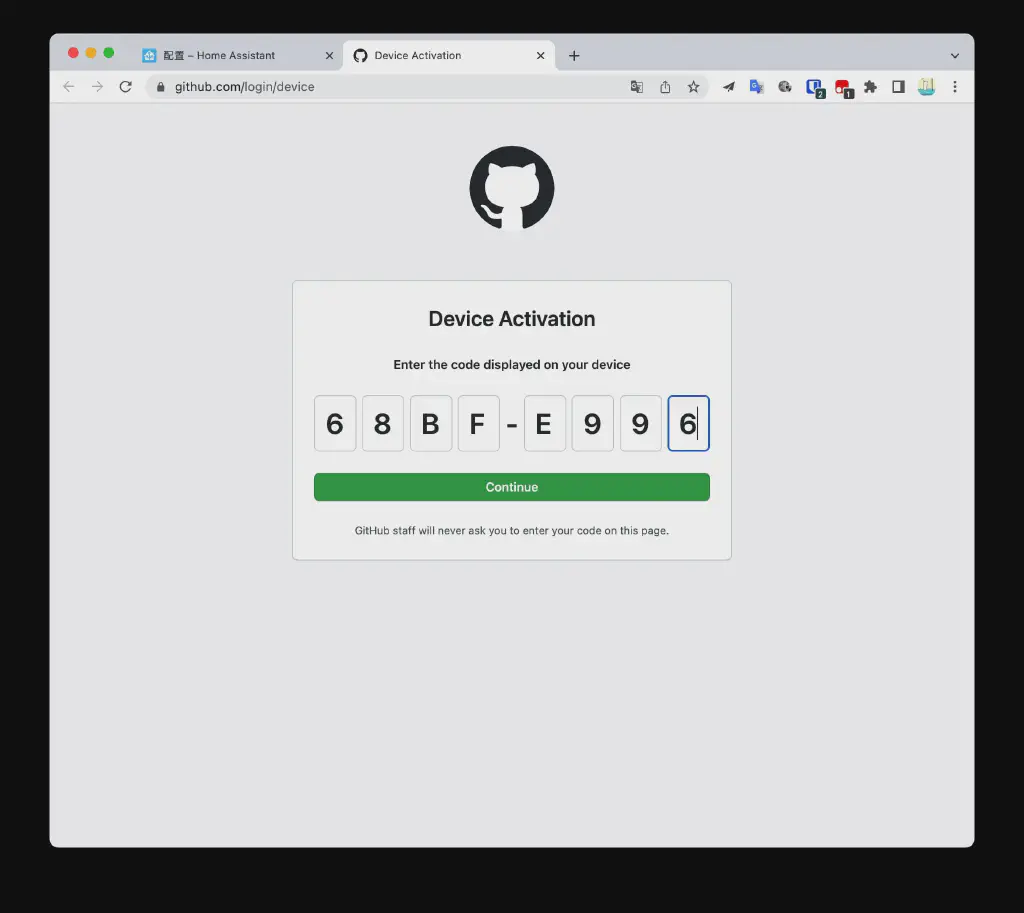 配置 – Home Assistant
Device Activation
github.com/login/device
2
1
Device Activation
Enter the code displayed on your device
6 8 B F - E 9 9 6
Continue
GitHub staff will never ask you to enter your code on this page.